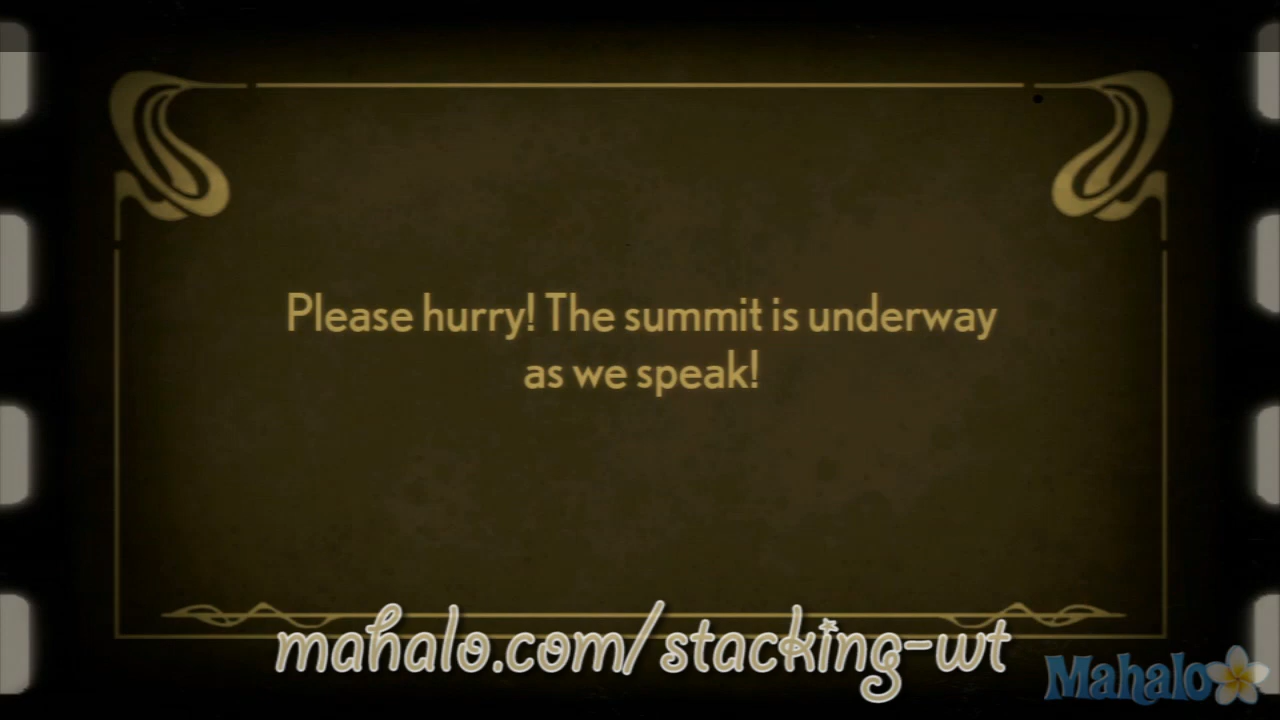 Please hurry! The summit is underway
as we speak!
mahalo.com/stacking-wt
Mahalo